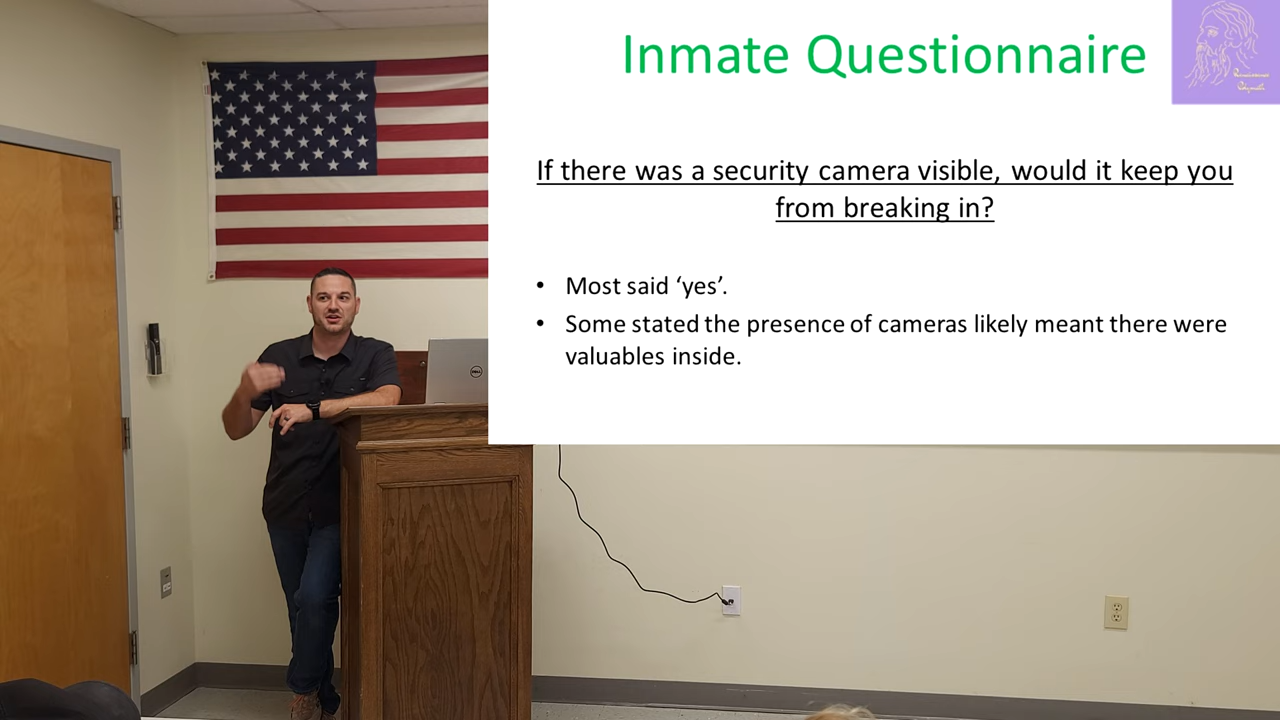 Inmate Questionnaire
If there was a security camera visible, would it keep you
from breaking in?
• Most said ‘yes’.
• Some stated the presence of cameras likely meant there were
valuables inside.
DELL